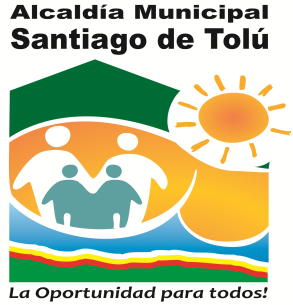 Alcaldía Municipal
Santiago de Tolú
La Oportunidad para todos!